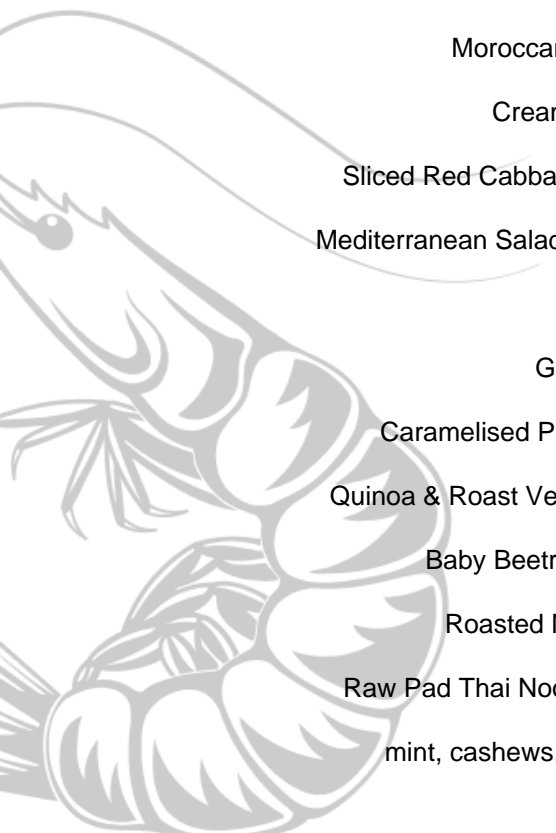 Moroccan
Crea
Sliced Red Cabba
Mediterranean Salad
G
Caramelised P
Quinoa & Roast Ve
Baby Beetr
Roasted
Raw Pad Thai Noo
mint, cashews